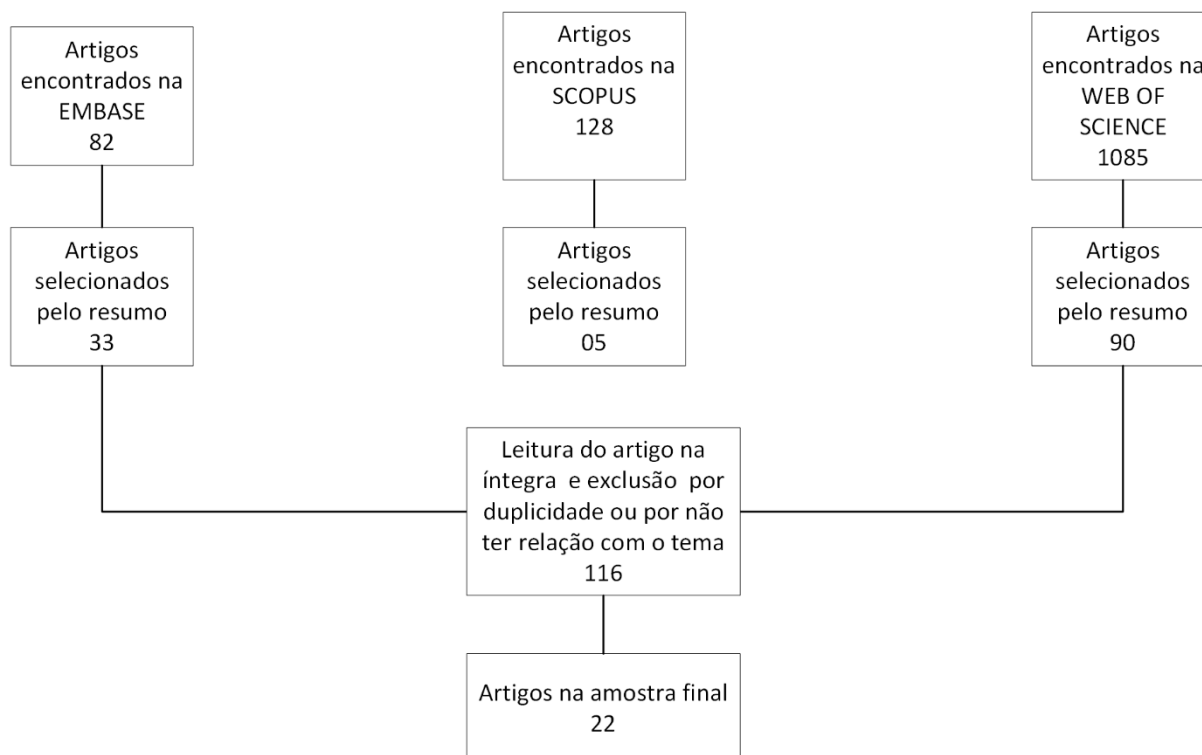 Artigos
encontrados na
EMBASE
82
Artigos
encontrados na
SCOPUS
128
Artigos
encontrados na
WEB OF
SCIENCE
1085
Artigos
selecionados
pelo resumo
33
Artigos
selecionados
pelo resumo
05
Artigos
selecionados
pelo resumo
90
Leitura do artigo na
íntegra e exclusão por
duplicidade ou por não
ter relação com o tema
116
Artigos na amostra final
22